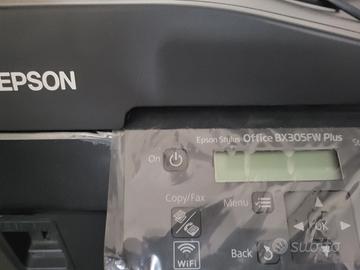 EPSON
Epson Stylus Office BX305FW Plus
On
Copy/Fax
Menu
OK
WiFi
Back
subito